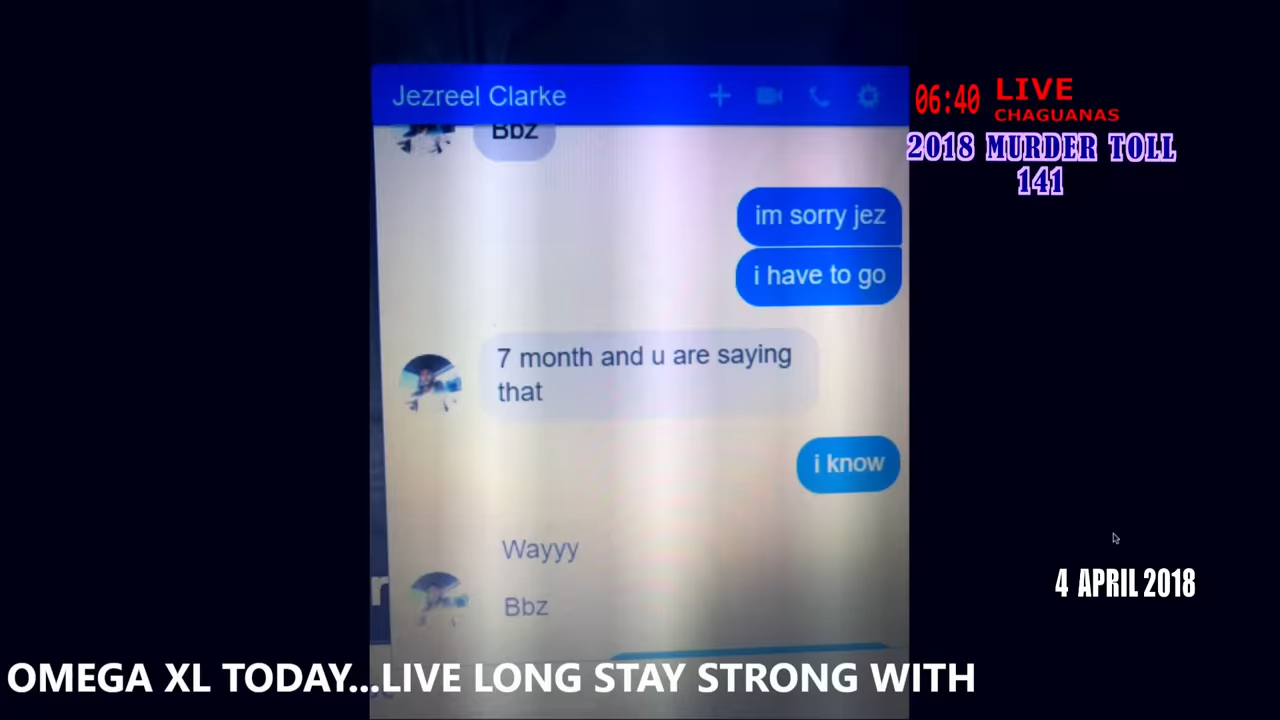 Jezreel Clarke
Bbz
im sorry jez
i have to go
7 month and u are saying
that
i know
Wayyy
Bbz
06:40 LIVE
CHAGUANAS
2018 MURDER TOLL
141
4 APRIL 2018
OMEGA XL TODAY...LIVE LONG STAY STRONG WITH